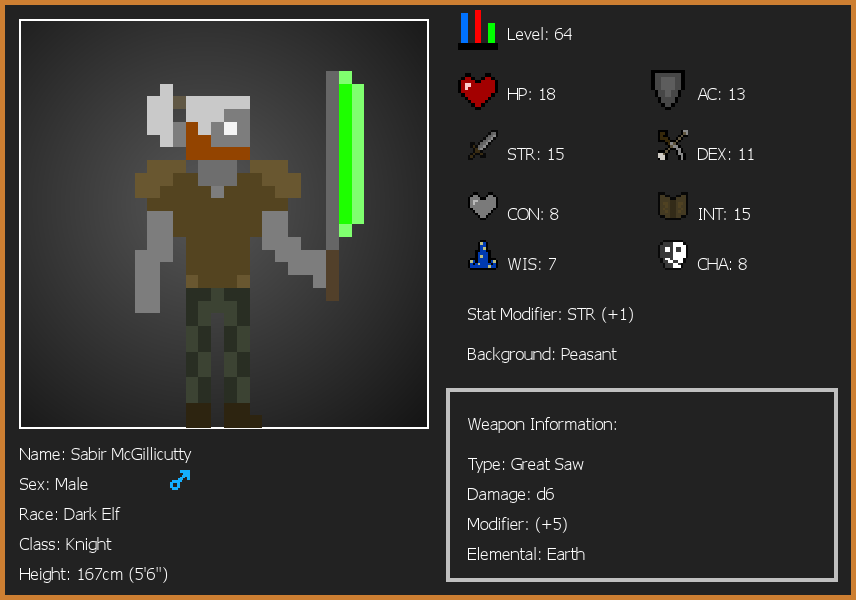 Level: 64
HP: 18
AC: 13
STR: 15
DEX: 11
CON: 8
INT: 15
WIS: 7
CHA: 8
Stat Modifier: STR (+1)
Background: Peasant
Weapon Information:
Type: Great Saw
Damage: d6
Modifier: (+5)
Elemental: Earth
Name: Sabir McGillicutty
Sex: Male
Race: Dark Elf
Class: Knight
Height: 167cm (5'6")